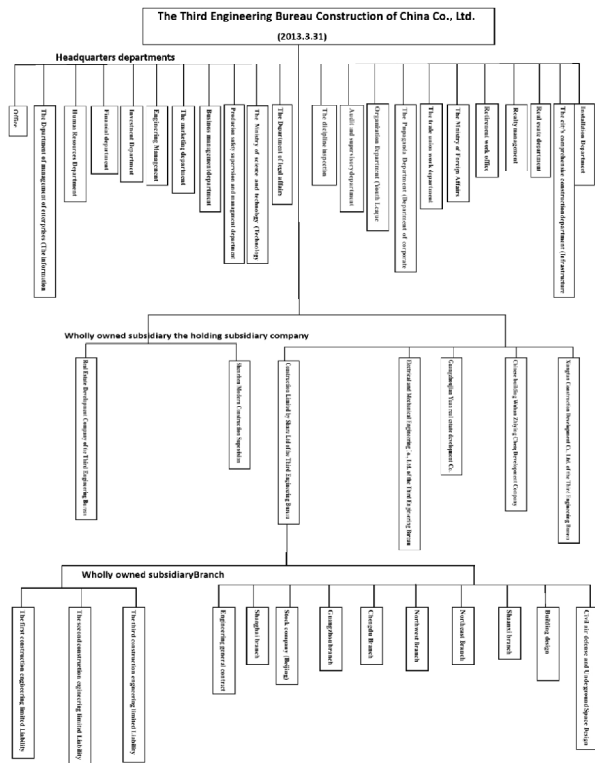 The Third Engineering Bureau Construction of China Co., Ltd.
(2013.3.31)
Headquarters departments
Office
The Department of management of enterprises (The information
Human Resources Department
Financial department
Investment Department
Engineering Management
The marketing department
Business management department
Production safety supervision and management department
The Ministry of science and technology (Technology
The Department of legal affairs
The discipline inspection
Audit and supervisory department
Organization Department (Youth League
The Propaganda Department (Department of corporate
The trade union work department
The Ministry of Foreign Affairs
Retirement work office
Realty management
Real estate department
The city's comprehensive construction department (Infrastructure
Installation Department
Wholly owned subsidiary the holding subsidiary company
Real Estate Development Company of the Third Engineering Bureau
Shenzhen Modern Construction Supervision
Construction Limited by Share Ltd of the Third Engineering Bureau
Electrical and Mechanical Engineering Co., Ltd. of the Third Engineering Bureau
Yuan real estate development Co.
Chinese building Wuhan Zhiying Cheng Development Company
Construction Development Co., Ltd. of the Third Engineering Bureau
Wholly owned subsidiaryBranch
The first construction engineering limited Liability
The second construction engineering limited Liability
The third construction engineering limited Liability
Engineering general contract
Shanghai branch
Stock company (Beijing)
Guangzhou branch
Chengdu Branch
Northwest Branch
Northeast Branch
Shaanxi branch
Building design
Civil air defense and Underground Space Design